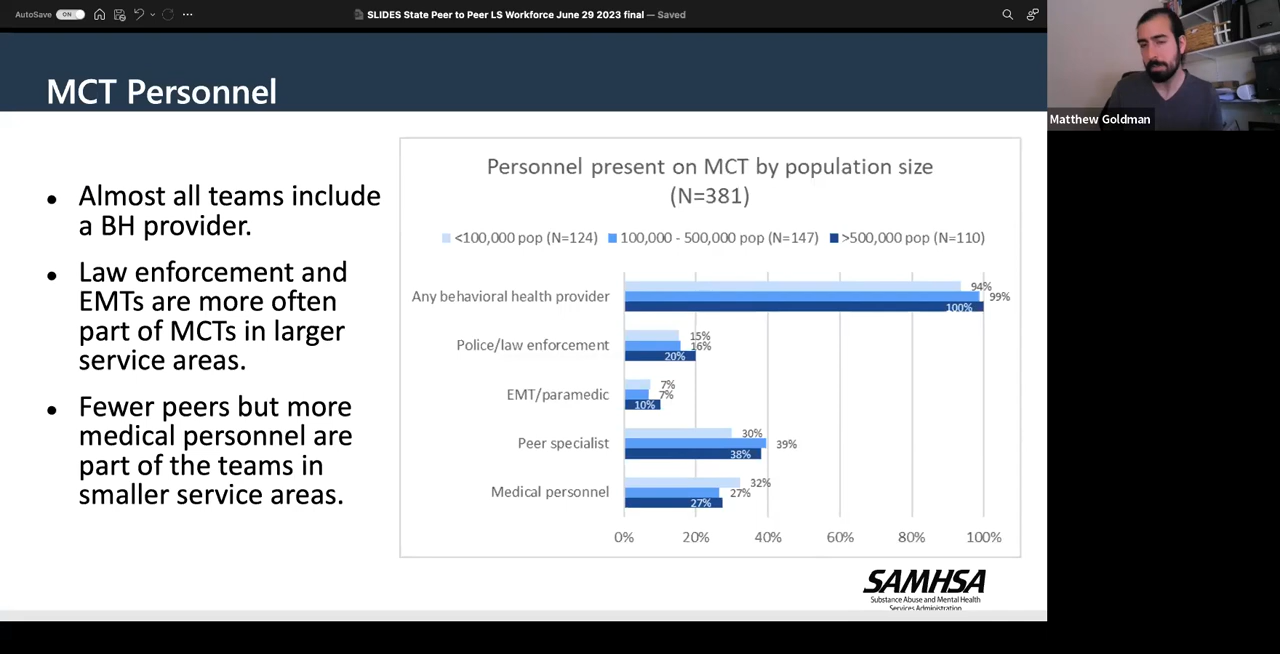 AutoSave ON
SLIDES State Peer to Peer LS Workforce June 29 2023 final — Saved
Matthew Goldman
MCT Personnel
• Almost all teams include
a BH provider.
• Law enforcement and
EMTs are more often
part of MCTs in larger
service areas.
• Fewer peers but more
medical personnel are
part of the teams in
smaller service areas.
Personnel present on MCT by population size
(N=381)
<100,000 pop (N=124) 100,000 - 500,000 pop (N=147) >500,000 pop (N=110)
Any behavioral health provider
94%
99%
100%
Police/law enforcement
15%
16%
20%
EMT/paramedic
7%
7%
10%
Peer specialist
30%
39%
38%
Medical personnel
32%
27%
27%
0% 20% 40% 60% 80% 100%
SAMHSA
Substance Abuse and Mental Health
Services Administration